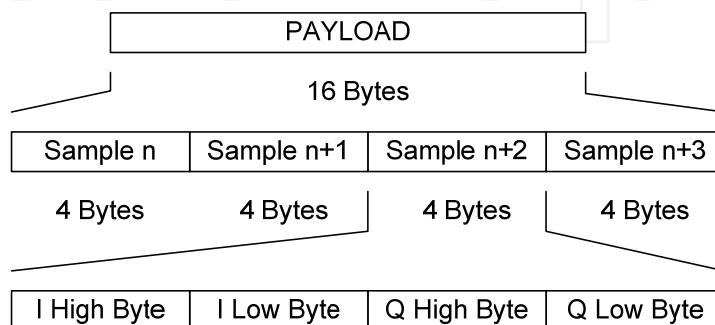 PAYLOAD
16 Bytes
Sample n Sample n+1 Sample n+2 Sample n+3
4 Bytes 4 Bytes 4 Bytes 4 Bytes
I High Byte I Low Byte Q High Byte Q Low Byte